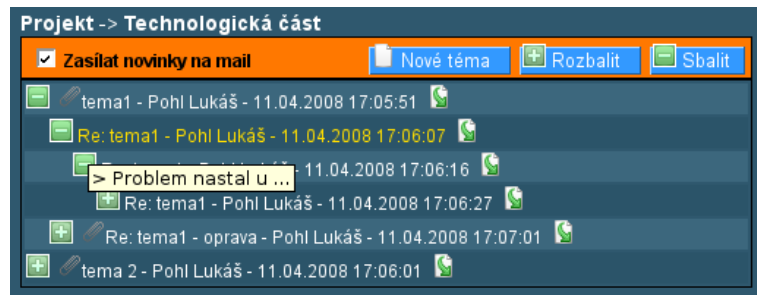 Projekt -> Technologická část
Zasílat novinky na mail Nové téma Rozbalit Sbalit
tema1 - Pohl Lukáš - 11.04.2008 17:05:51
Re: tema1 - Pohl Lukáš - 11.04.2008 17:06:07
- 11.04.2008 17:06:16
> Problem nastal u ...
Re: tema1 - Pohl Lukáš - 11.04.2008 17:06:27
Re: tema1 - oprava - Pohl Lukáš - 11.04.2008 17:07:01
tema 2 - Pohl Lukáš - 11.04.2008 17:06:01